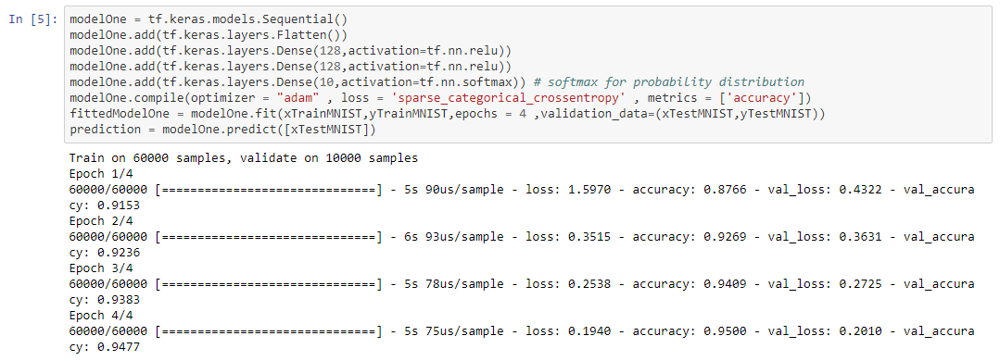 In [5]: modelOne = tf.keras.models.Sequential()
modelOne.add(tf.keras.layers.Flatten())
modelOne.add(tf.keras.layers.Dense(128,activation=tf.nn.relu))
modelOne.add(tf.keras.layers.Dense(128,activation=tf.nn.relu))
modelOne.add(tf.keras.layers.Dense(10,activation=tf.nn.softmax)) # softmax for probability distribution
modelOne.compile(optimizer = "adam" , loss = 'sparse_categorical_crossentropy' , metrics = ['accuracy'])
fittedModelOne = modelOne.fit(xTrainMNIST,yTrainMNIST,epochs = 4 ,validation_data=(xTestMNIST,yTestMNIST))
prediction = modelOne.predict([xTestMNIST])
Train on 60000 samples, validate on 10000 samples
Epoch 1/4
60000/60000 [==============================] - 5s 90us/sample - loss: 1.5970 - accuracy: 0.8766 - val_loss: 0.4322 - val_accura
cy: 0.9153
Epoch 2/4
60000/60000 [==============================] - 6s 93us/sample - loss: 0.3515 - accuracy: 0.9269 - val_loss: 0.3631 - val_accura
cy: 0.9236
Epoch 3/4
60000/60000 [==============================] - 5s 78us/sample - loss: 0.2538 - accuracy: 0.9409 - val_loss: 0.2725 - val_accura
cy: 0.9383
Epoch 4/4
60000/60000 [==============================] - 5s 75us/sample - loss: 0.1940 - accuracy: 0.9500 - val_loss: 0.2010 - val_accura
cy: 0.9477